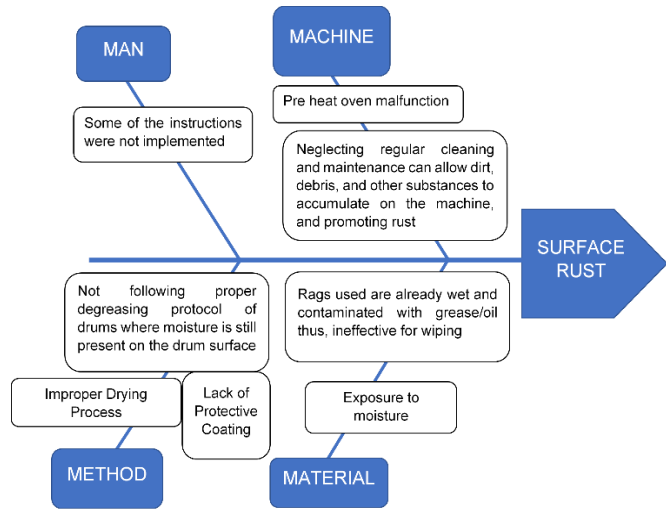 MAN
MACHINE
Pre heat oven malfunction
Some of the instructions
were not implemented
Neglecting regular cleaning
and maintenance can allow dirt,
debris, and other substances to
accumulate on the machine,
and promoting rust
SURFACE
RUST
Not following proper
degreasing protocol of
drums where moisture is still
present on the drum surface
Rags used are already wet and
contaminated with grease/oil
thus, ineffective for wiping
Improper Drying
Process
Lack of
Protective
Coating
Exposure to
moisture
METHOD
MATERIAL